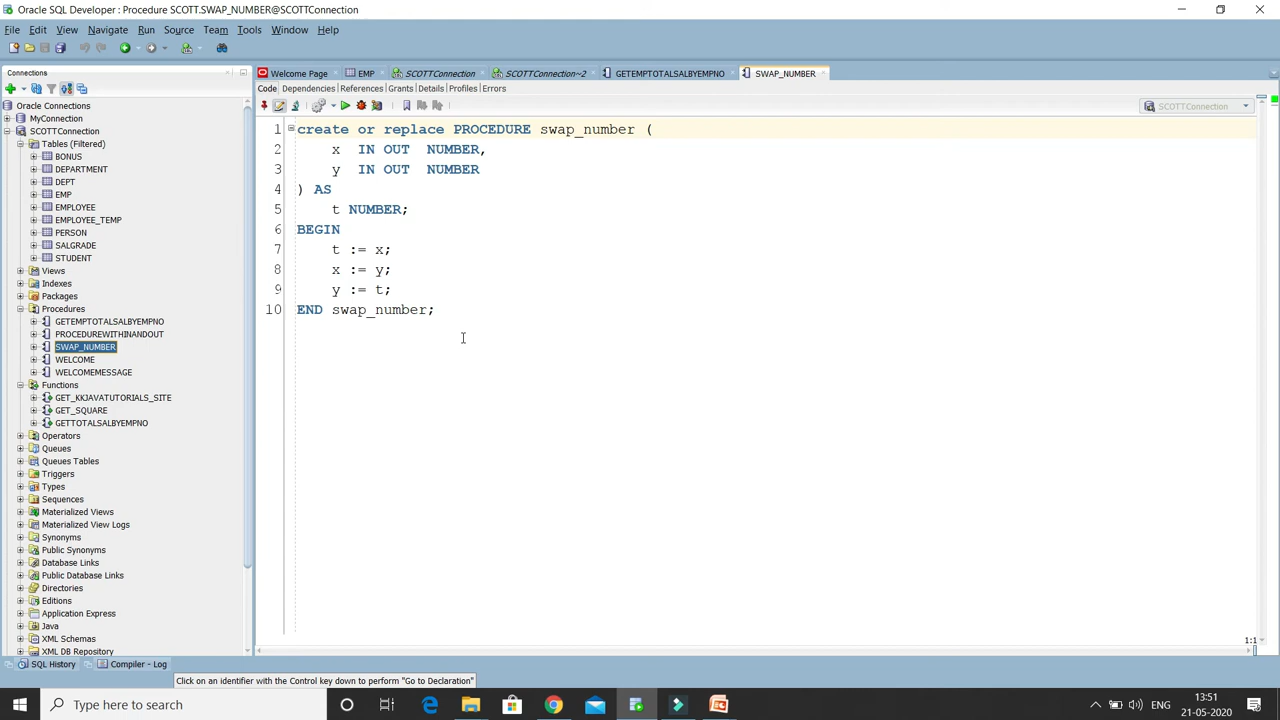 Oracle SQL Developer : Procedure SCOTT.SWAP_NUMBER@SCOTTConnection
File Edit View Navigate Run Source Team Tools Window Help
Connections
Welcome Page EMP SCOTTConnection SCOTTConnection~2 GETEMPTOTALSALBYEMPNO SWAP_NUMBER
Code Dependencies References Grants Details Profiles Errors
SCOTTConnection
Oracle Connections
MyConnection
SCOTTConnection
Tables (Filtered)
BONUS
DEPARTMENT
DEPT
EMP
EMPLOYEE
EMPLOYEE_TEMP
PERSON
SALGRADE
STUDENT
Views
Indexes
Packages
Procedures
GETEMPTOTALSALBYEMPNO
PROCEDUREWITHINANDOUT
SWAP_NUMBER
WELCOME
WELCOMEMESSAGE
Functions
GET_KKJAVATUTORIALS_SITE
GET_SQUARE
GETTOTALSALBYEMPNO
Operators
Queues
Queues Tables
Triggers
Types
Sequences
Materialized Views
Materialized View Logs
Synonyms
Public Synonyms
Database Links
Public Database Links
Directories
Editions
Application Express
Java
XML Schemas
XML DB Repository
1 create or replace PROCEDURE swap_number (
2 x IN OUT NUMBER,
3 y IN OUT NUMBER
4 ) AS
5 t NUMBER;
6 BEGIN
7 t := x;
8 x := y;
9 y := t;
10 END swap_number;
1:1
SQL History Compiler - Log
Click on an identifier with the Control key down to perform "Go to Declaration"
Type here to search
ENG
13:51
21-05-2020